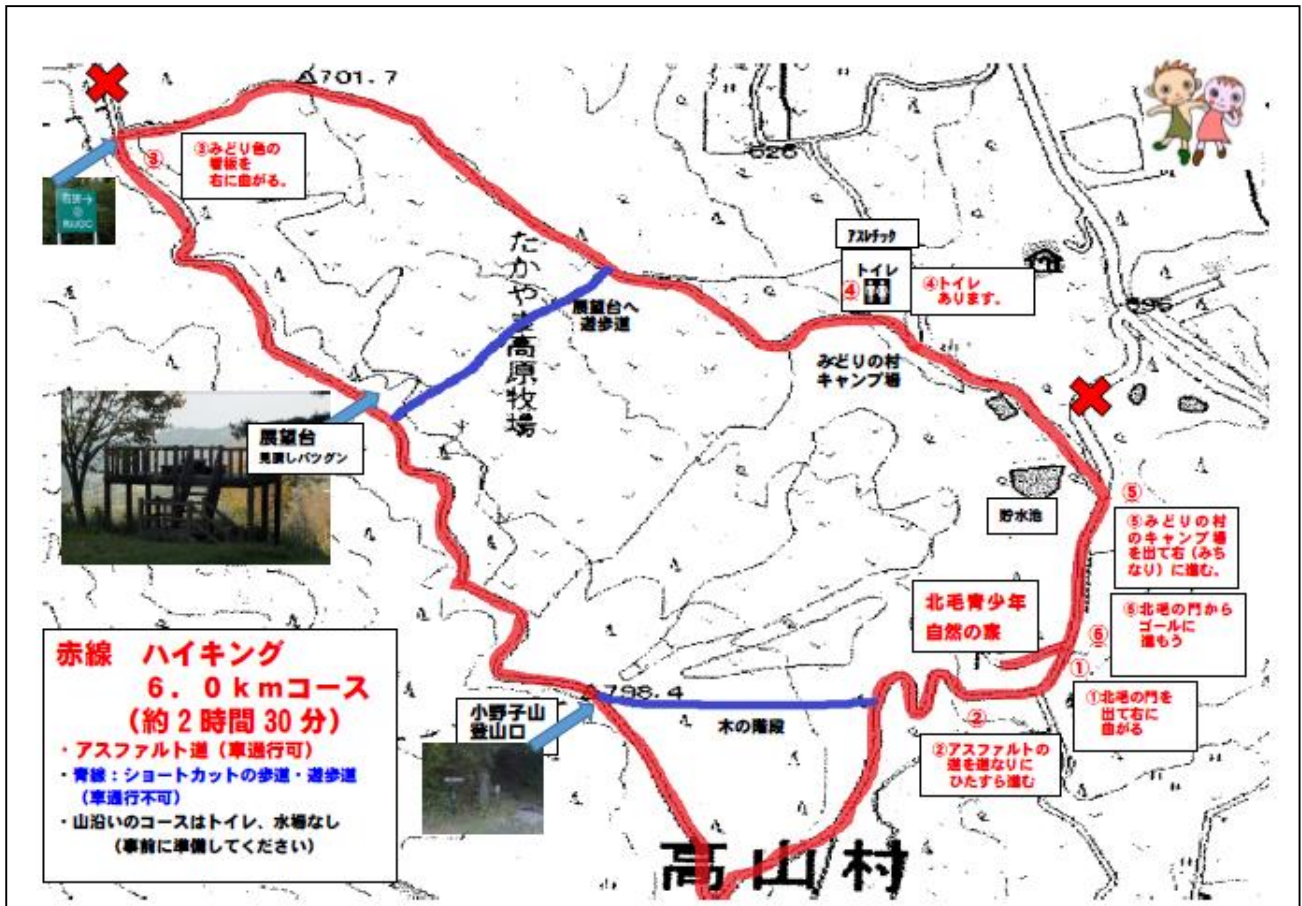 701.7
③
③みどり色の
看板を
右に曲がる。
526
アスレチック
トイレ
④
④トイレ
あります。
たかやま高原牧場
展望台へ
遊歩道
みどりの村
キャンプ場
595
展望台
見晴しバツグン
貯水池
⑤
⑤みどりの村
のキャンプ場
を出て右（みち
なり）に進む。
北毛青少年
自然の家
⑥
⑥北毛の門から
ゴールに
進もう
①
①北毛の門を
出て右に
曲がる
②
②アスファルトの
道を道なりに
ひたすら進む
798.4
木の階段
小野子山
登山口
赤線 ハイキング
6．0kmコース
（約2時間30分）
・アスファルト道（車通行可）
・青線：ショートカットの歩道・遊歩道
（車通行不可）
・山沿いのコースはトイレ、水場なし
（事前に準備してください）
高山村